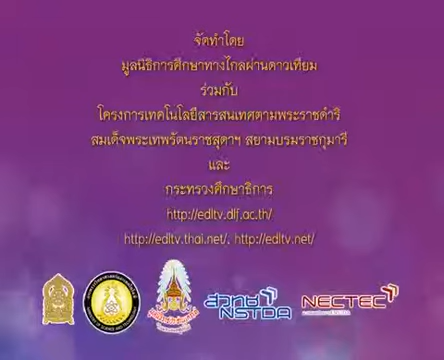 จัดทำโดย
มูลนิธิการศึกษาทางไกลผ่านดาวเทียม
ร่วมกับ
โครงการเทคโนโลยีสารสนเทศตามพระราชดำริ
สมเด็จพระเทพรัตนราชสุดาฯ สยามบรมราชกุมารี
และ
กระทรวงศึกษาธิการ
http://edltv.dlf.ac.th/
http://edltv.thai.net/, http://edltv.net/
สวทช NECTEC
NSTDA